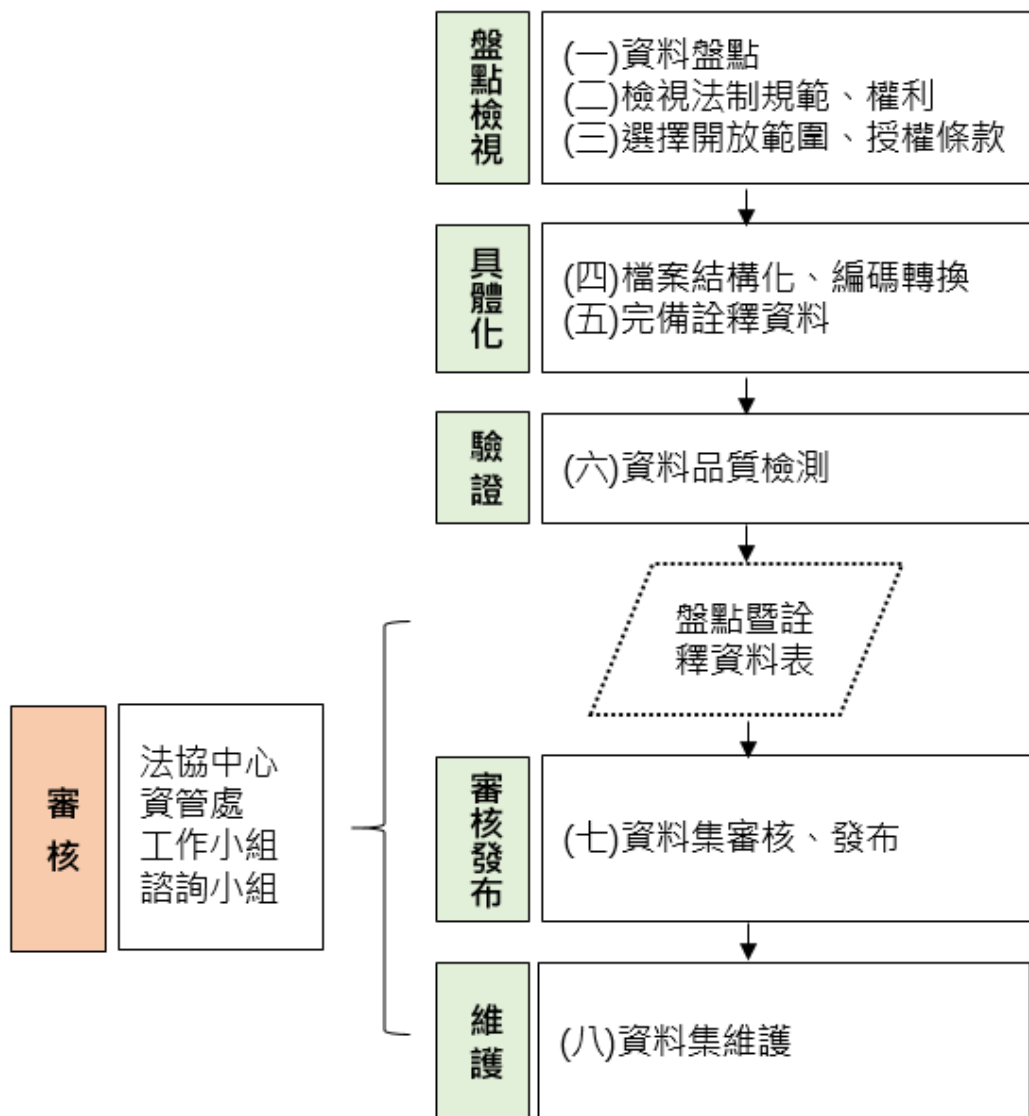 盤點檢視
(一)資料盤點
(二)檢視法制規範、權利
(三)選擇開放範圍、授權條款
具體化
(四)檔案結構化、編碼轉換
(五)完備詮釋資料
驗證
(六)資料品質檢測
盤點暨詮
釋資料表
審核
法協中心
資管處
工作小組
諮詢小組
審核發布
(七)資料集審核、發布
維護
(八)資料集維護